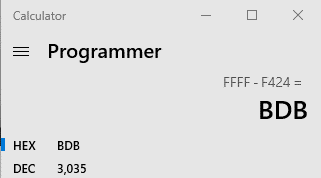 Calculator
Programmer
FFFF - F424 =
BDB
HEX BDB
DEC 3,035